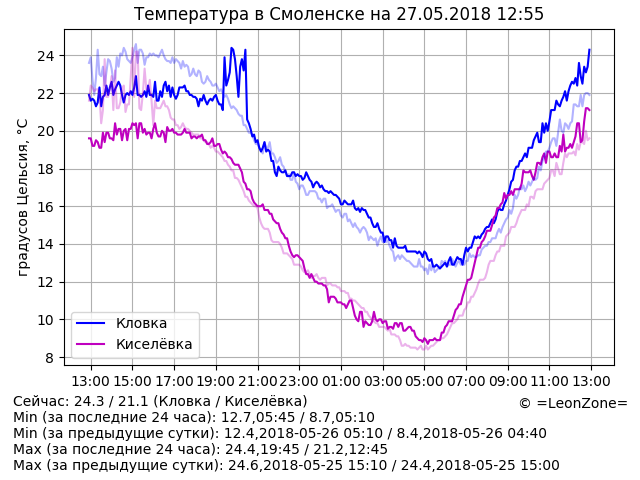 Температура в Смоленске на 27.05.2018 12:55
градусов Цельсия, °C
24
22
20
18
16
14
12
10
8
Кловка
Киселёвка
13:00 15:00 17:00 19:00 21:00 23:00 01:00 03:00 05:00 07:00 09:00 11:00 13:00
Сейчас: 24.3 / 21.1 (Кловка / Киселёвка)
© =LeonZone=
Min (за последние 24 часа): 12.7,05:45 / 8.7,05:10
Min (за предыдущие сутки): 12.4,2018-05-26 05:10 / 8.4,2018-05-26 04:40
Max (за последние 24 часа): 24.4,19:45 / 21.2,12:45
Max (за предыдущие сутки): 24.6,2018-05-25 15:10 / 24.4,2018-05-25 15:00